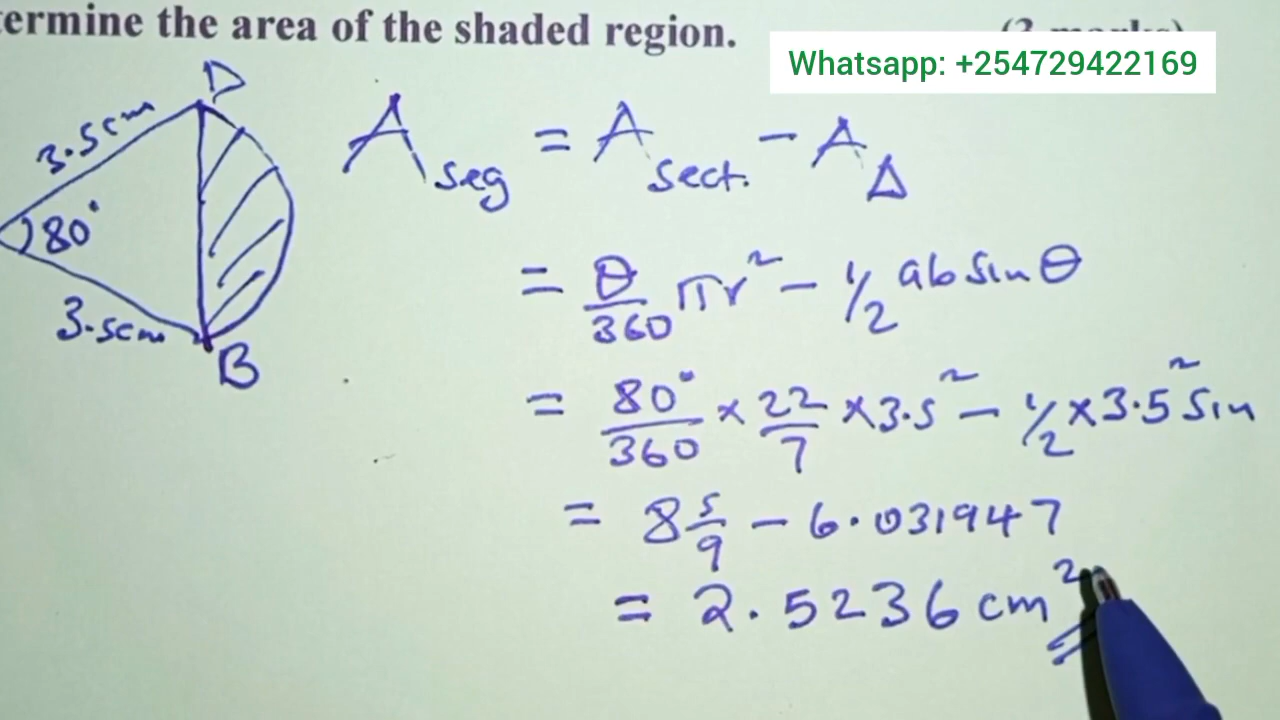 termine the area of the shaded region.
Whatsapp: +254729422169
D
3.5cm
80°
3.5cm
B
A seg = A sect. - A Δ
= θ/360 πr² - 1/2 ab sin θ
= 80°/360 × 22/7 × 3.5² - 1/2 × 3.5² Sin
= 8 5/9 - 6.031947
= 2.5236 cm²